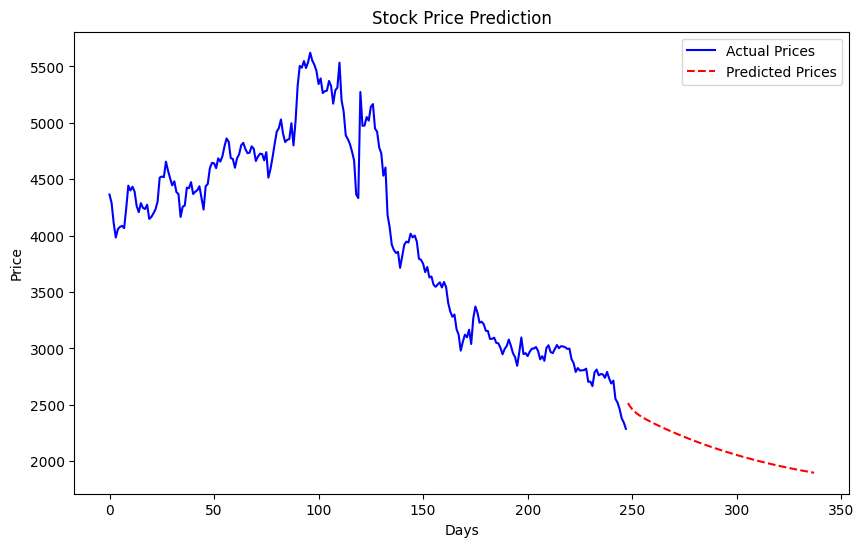 Stock Price Prediction
Actual Prices
Predicted Prices
5500
5000
4500
4000
3500
3000
2500
2000
Price
0 50 100 150 200 250 300 350
Days